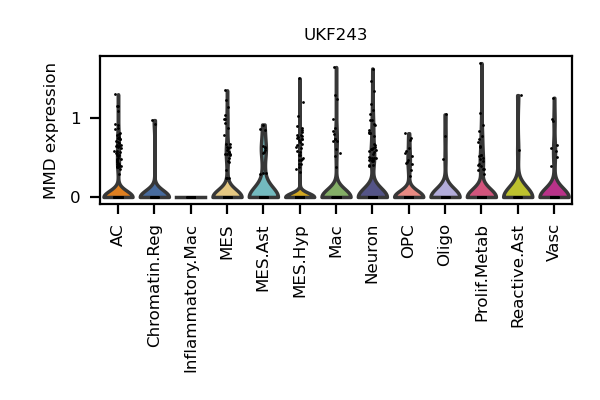 UKF243
MMD expression
1
0
AC
Chromatin.Reg
Inflammatory.Mac
MES
MES.Ast
MES.Hyp
Mac
Neuron
OPC
Oligo
Prolif.Metab
Reactive.Ast
Vasc